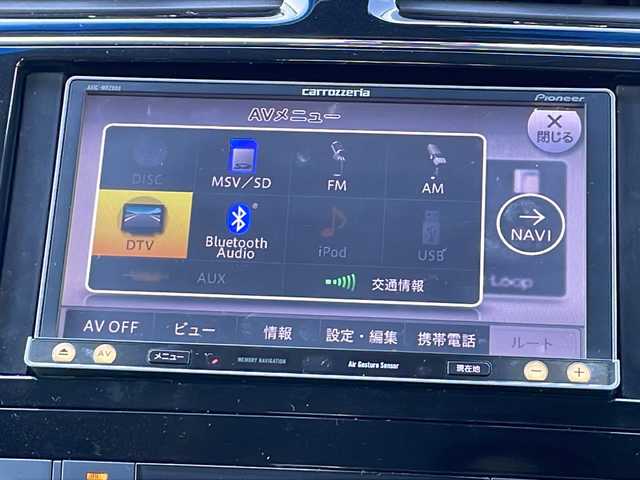 carrozzeria
Pioneer
AVメニュー
閉じる
DISC
MSV/SD
FM
AM
DTV
Bluetooth Audio
iPod
USB
NAVI
AUX
交通情報
Loop
AV OFF
ビュー
情報
設定・編集
携帯電話
ルート
AV
メニュー
MEMORY NAVIGATION
Air Gesture Sensor
現在地